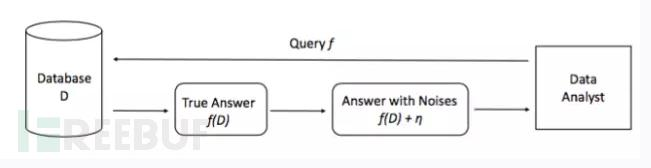 Query f
Database
D
True Answer
f(D)
Answer with Noises
f(D) + η
Data
Analyst
FREEBUF